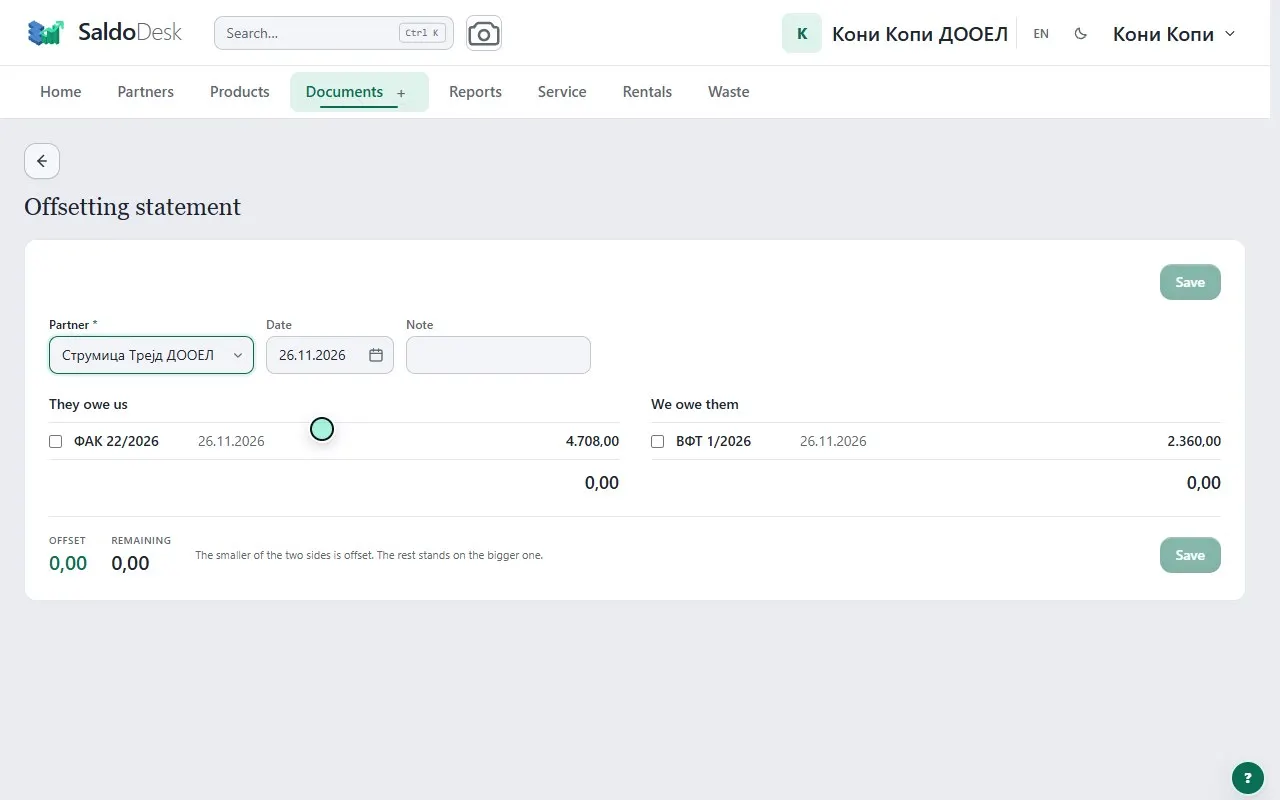 SaldoDesk
Search...
Ctrl K
K
Кони Копи ДООЕЛ
EN
Кони Копи
Home
Partners
Products
Documents +
Reports
Service
Rentals
Waste
Offsetting statement
Save
Partner *
Date
Note
Струмица Трејд ДООЕЛ
26.11.2026
They owe us
We owe them
ФАК 22/2026 26.11.2026 4.708,00
ВФТ 1/2026 26.11.2026 2.360,00
0,00
0,00
OFFSET
REMAINING
0,00
0,00
The smaller of the two sides is offset. The rest stands on the bigger one.
Save
?